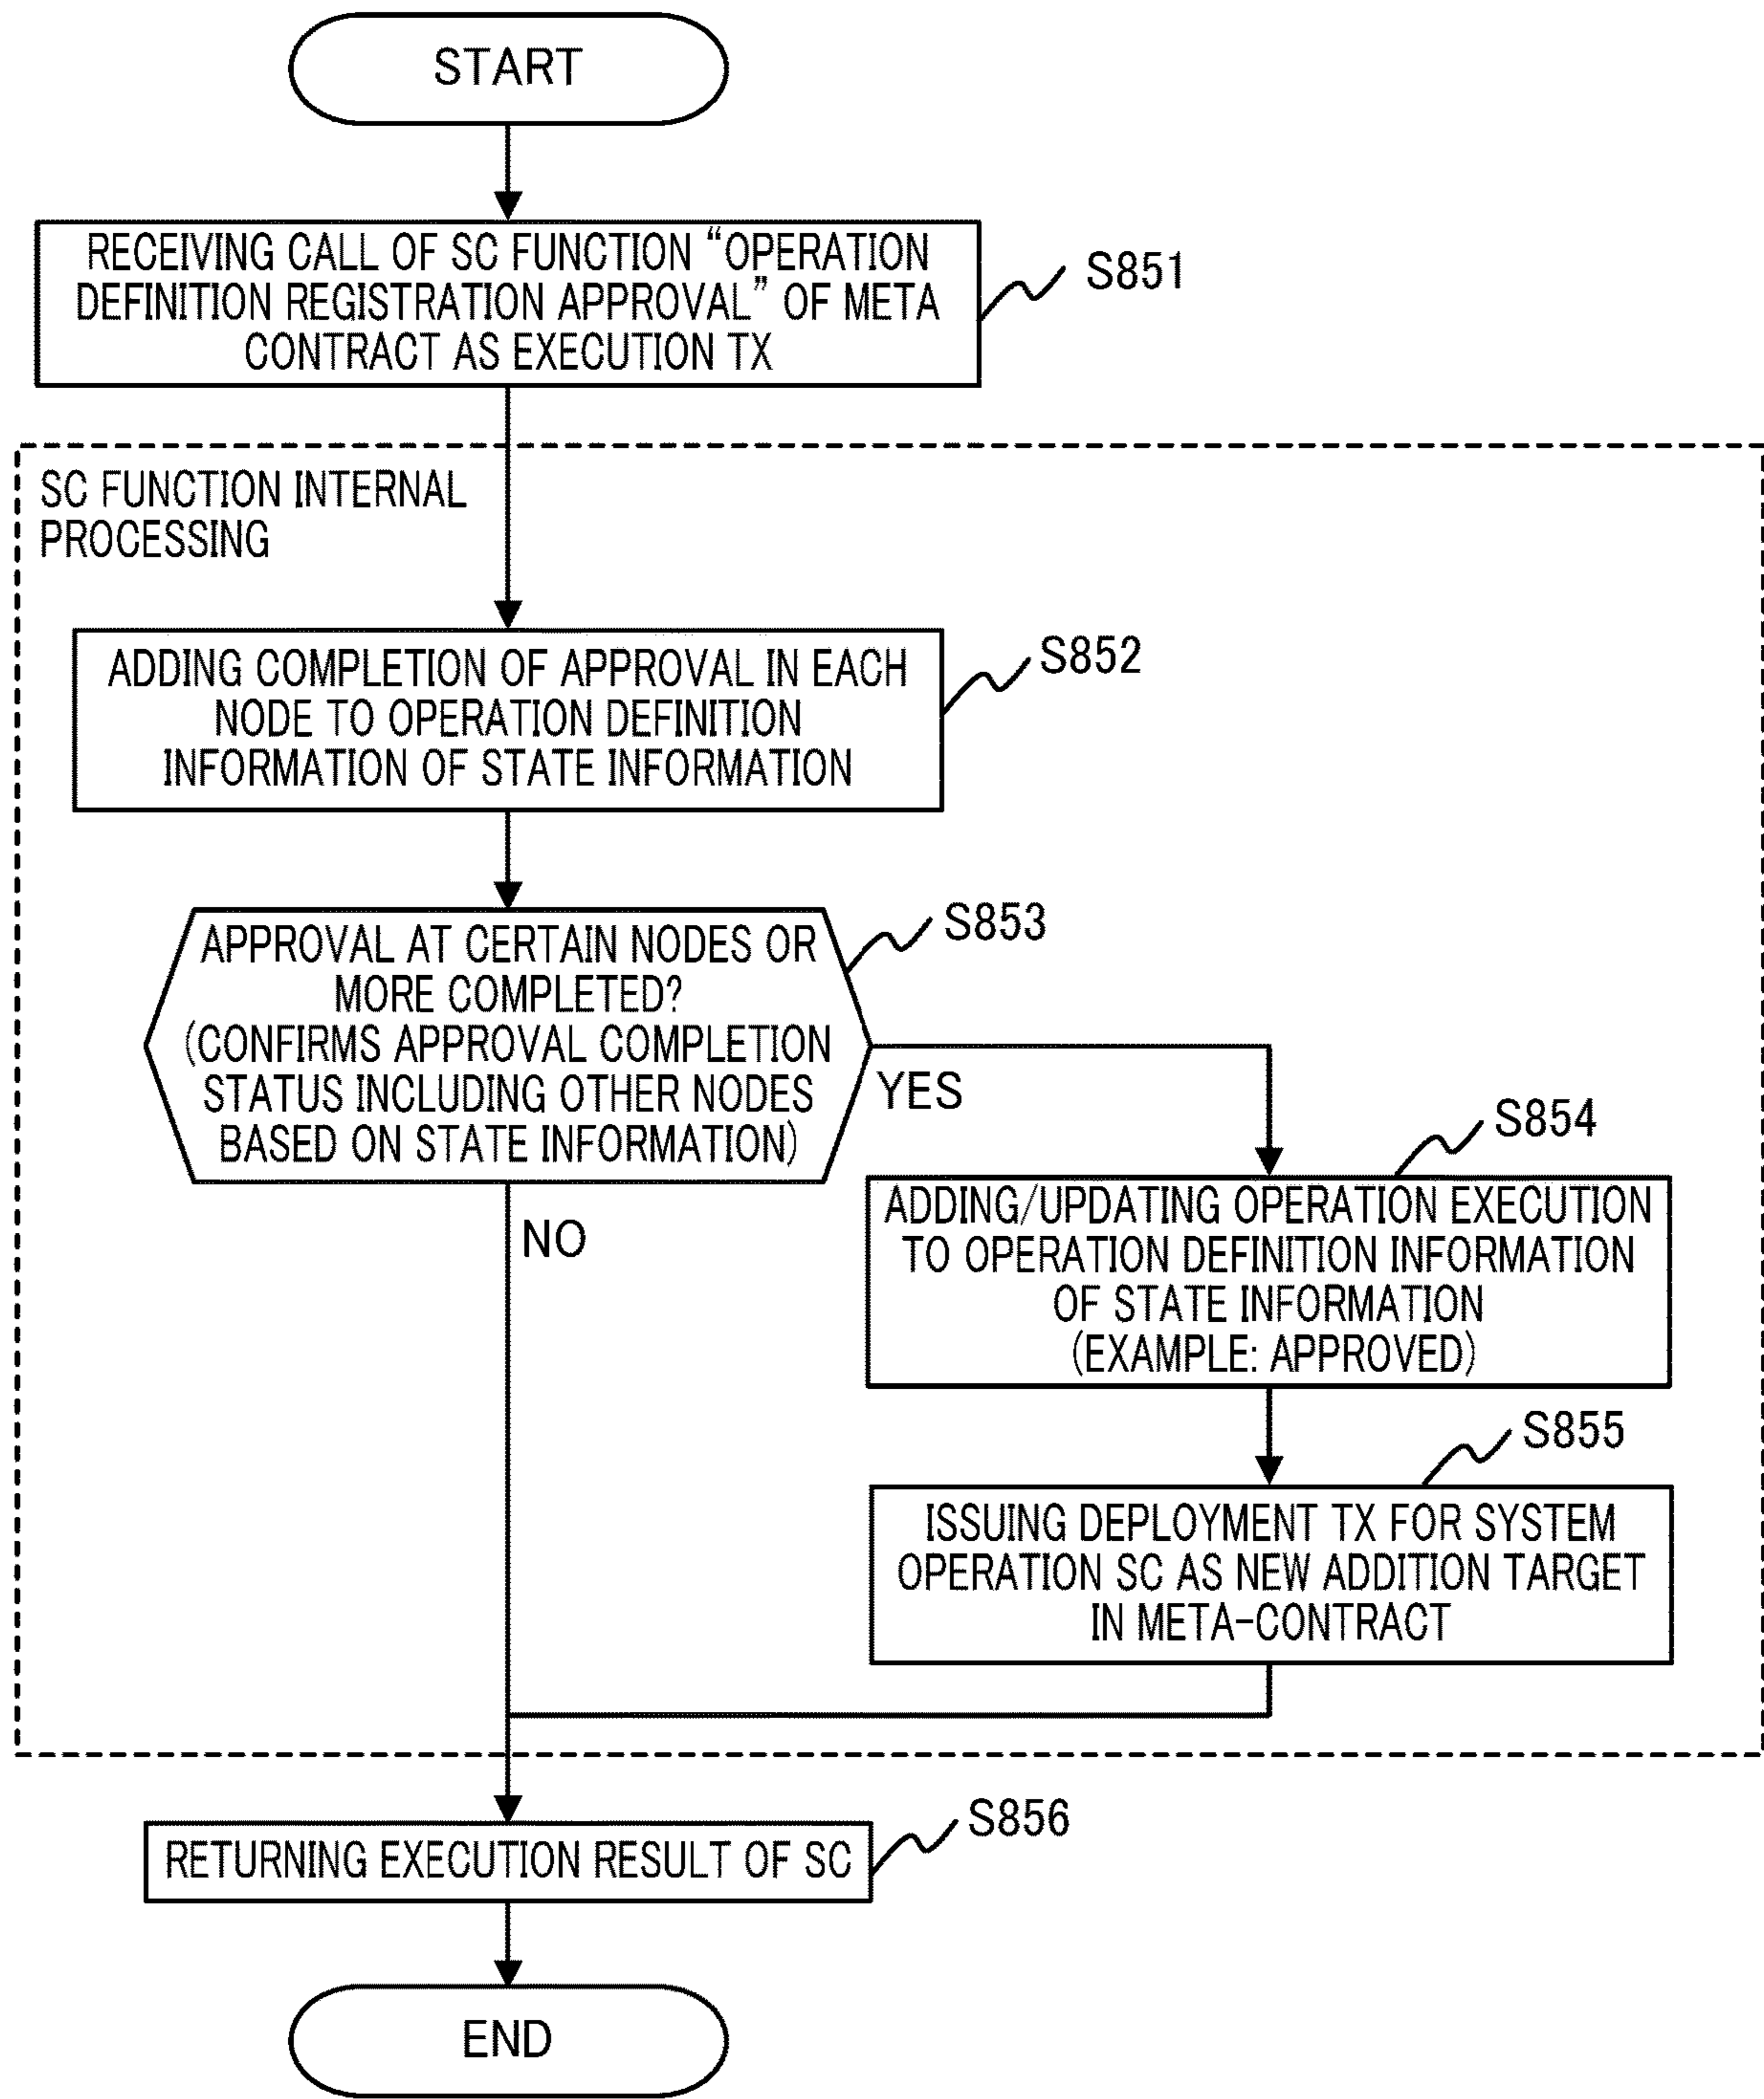 START
RECEIVING CALL OF SC FUNCTION “OPERATION
DEFINITION REGISTRATION APPROVAL” OF META
CONTRACT AS EXECUTION TX
S851
SC FUNCTION INTERNAL
PROCESSING
ADDING COMPLETION OF APPROVAL IN EACH
NODE TO OPERATION DEFINITION
INFORMATION OF STATE INFORMATION
S852
APPROVAL AT CERTAIN NODES OR
MORE COMPLETED?
(CONFIRMS APPROVAL COMPLETION
STATUS INCLUDING OTHER NODES
BASED ON STATE INFORMATION)
S853
YES
NO
S854
ADDING/UPDATING OPERATION EXECUTION
TO OPERATION DEFINITION INFORMATION
OF STATE INFORMATION
(EXAMPLE: APPROVED)
S855
ISSUING DEPLOYMENT TX FOR SYSTEM
OPERATION SC AS NEW ADDITION TARGET
IN META-CONTRACT
RETURNING EXECUTION RESULT OF SC
S856
END